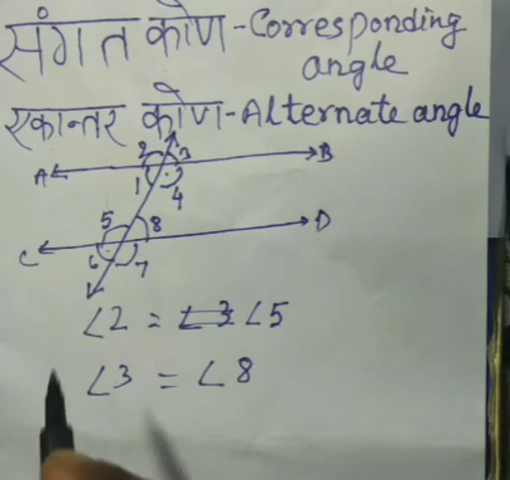 संगत कोण-Corresponding
angle
एकान्तर कोण-Alternate angle
2 3
A B
1 4
5 8 D
C 6 7
∠2 = ∠5
∠3 = ∠8